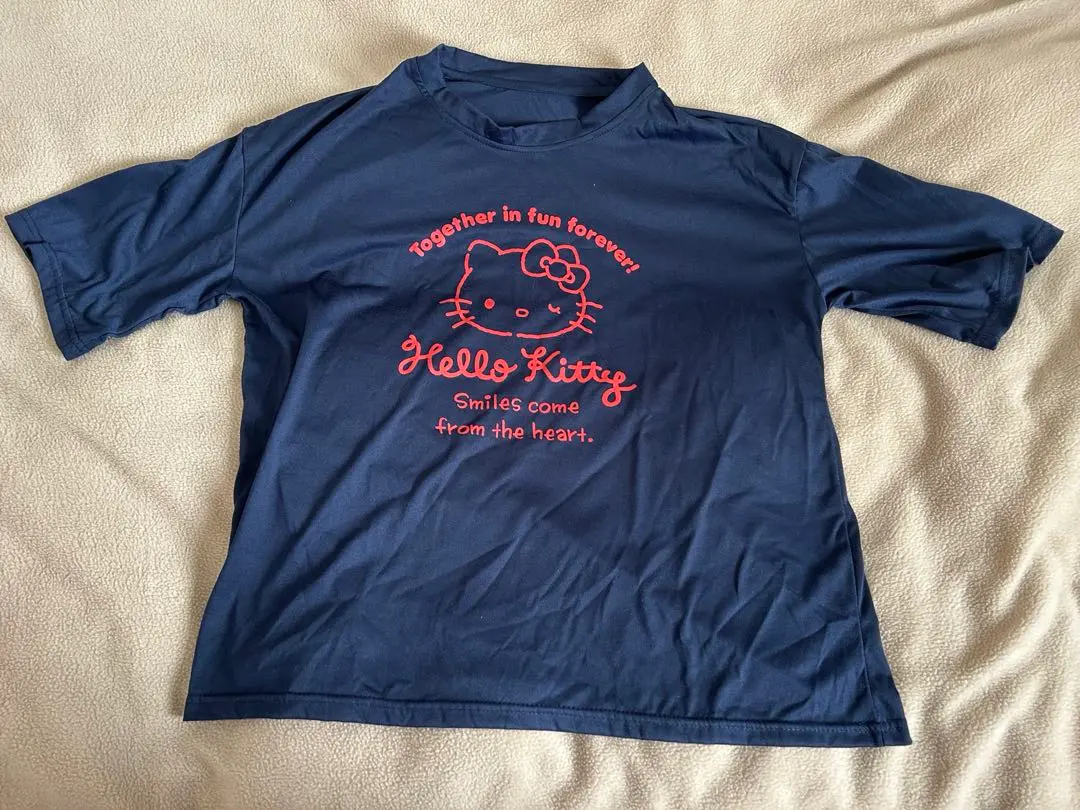 Together in fun forever!
Hello Kitty
Smiles come
from the heart.